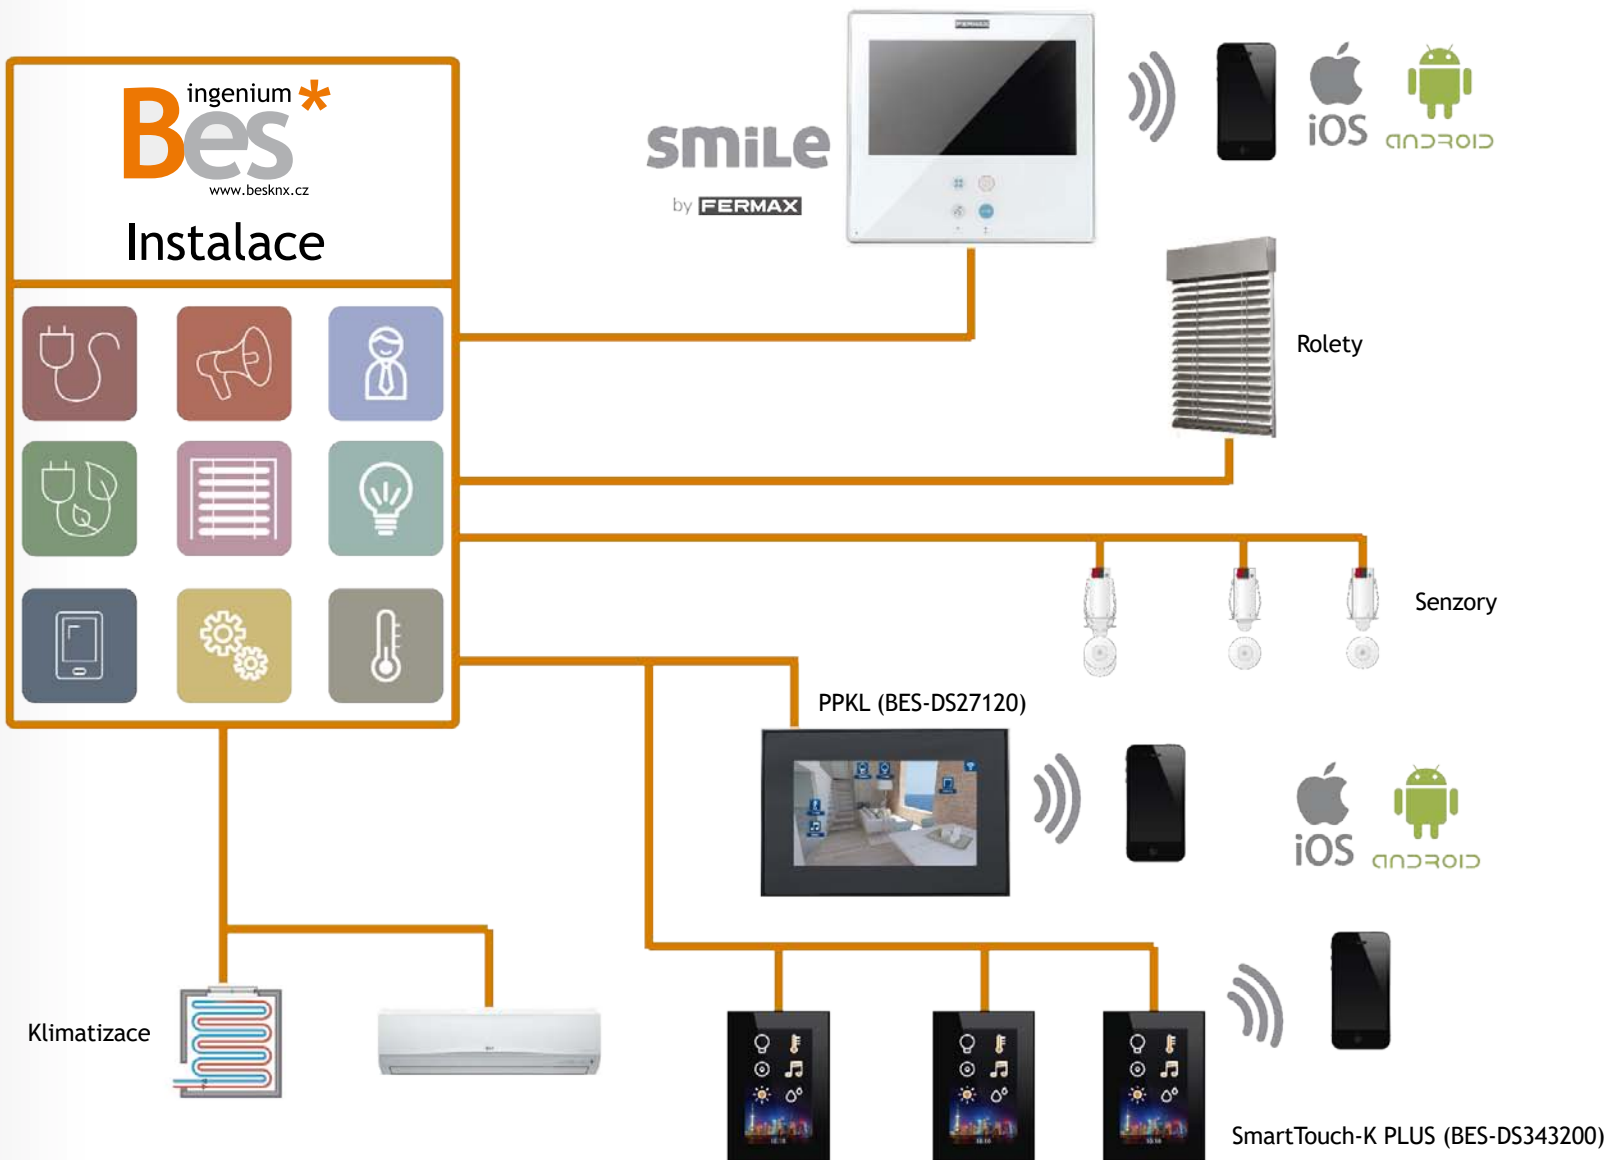 ingenium
Bes*
www.besknx.cz
Instalace
FERMAX
smile
by FERMAX
iOS
ANDROID
Rolety
Senzory
PPKL (BES-DS27120)
iOS
ANDROID
Klimatizace
SmartTouch-K PLUS (BES-DS343200)